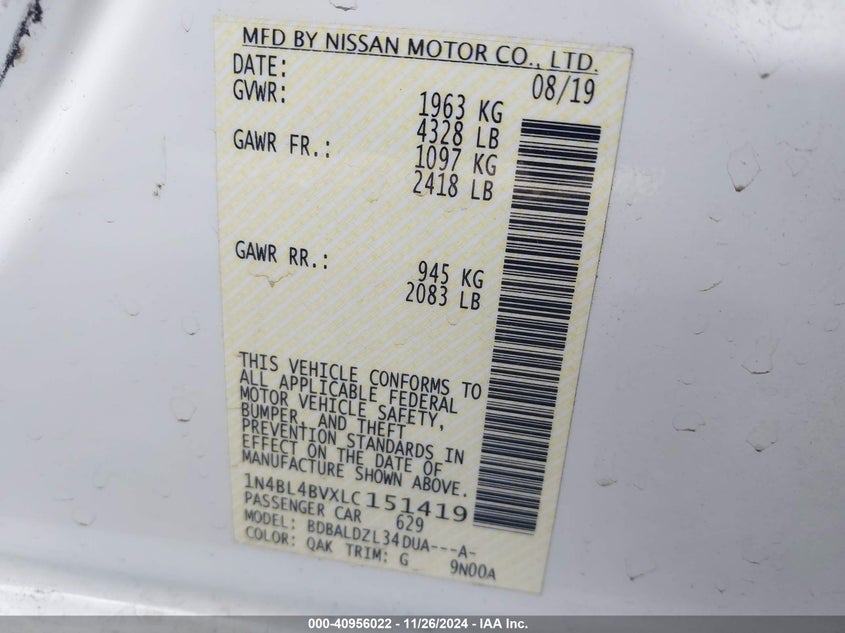 MFD BY NISSAN MOTOR CO., LTD.
DATE: 08/19
GVWR: 1963 KG
4328 LB
GAWR FR.: 1097 KG
2418 LB
GAWR RR.: 945 KG
2083 LB
THIS VEHICLE CONFORMS TO
ALL APPLICABLE FEDERAL
MOTOR VEHICLE SAFETY,
BUMPER, AND THEFT
PREVENTION STANDARDS IN
EFFECT ON THE DATE OF
MANUFACTURE SHOWN ABOVE.
1N4BL4BVXLC151419
PASSENGER CAR 629
MODEL: BDBALDZL34DUA---A-
COLOR: QAK TRIM: G 9N00A
000-40956022 - 11/26/2024 - IAA Inc.